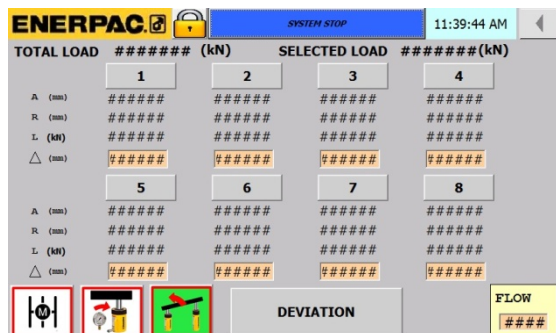 ENERPAC. SYSTEM STOP 11:39:44 AM
TOTAL LOAD ####### (kN) SELECTED LOAD #######(kN)
1 2 3 4
A (mm) ###### ###### ###### ######
R (mm) ###### ###### ###### ######
L (kN) ###### ###### ###### ######
△ (mm) ###### ###### ###### ######
5 6 7 8
A (mm) ###### ###### ###### ######
R (mm) ###### ###### ###### ######
L (kN) ###### ###### ###### ######
△ (mm) ###### ###### ###### ######
M DEVIATION FLOW
####